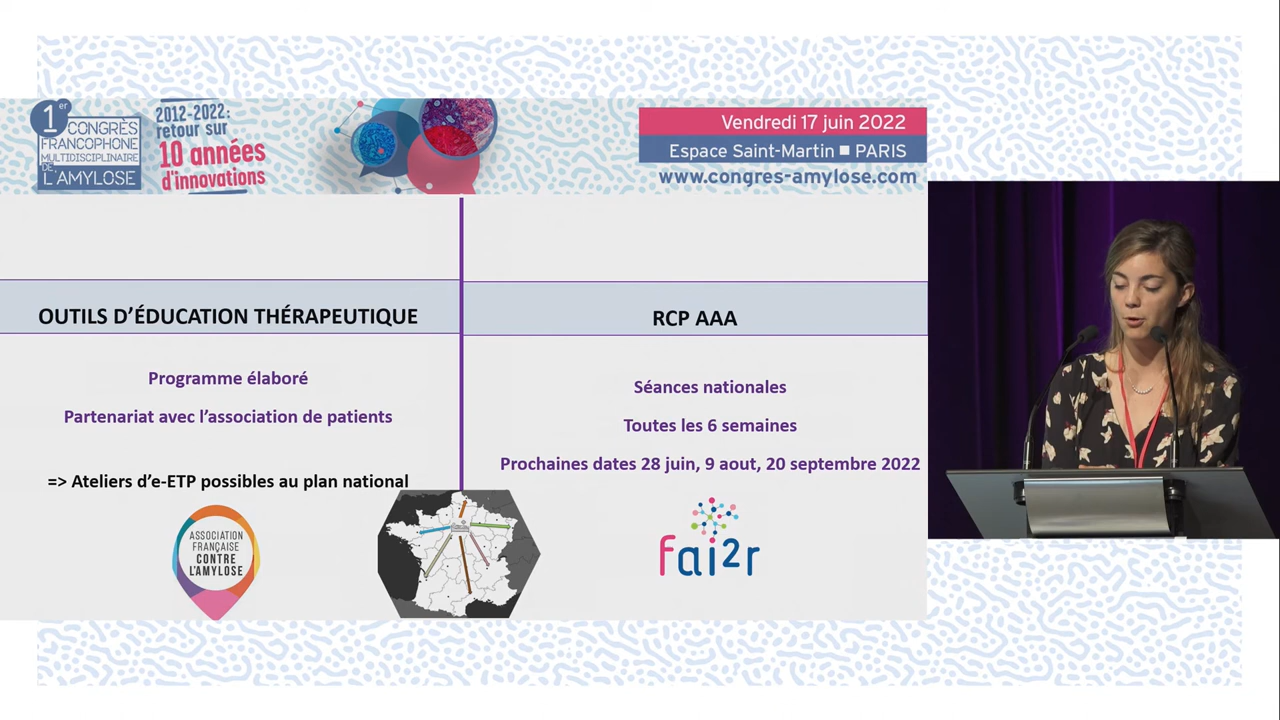 1er
CONGRÈS
FRANCOPHONE
MULTIDISCIPLINAIRE
DE
L'AMYLOSE
2012-2022:
retour sur
10 années
d'innovations
Vendredi 17 juin 2022
Espace Saint-Martin ■ PARIS
www.congres-amylose.com
OUTILS D'ÉDUCATION THÉRAPEUTIQUE
Programme élaboré
Partenariat avec l'association de patients
=> Ateliers d'e-ETP possibles au plan national
ASSOCIATION
FRANÇAISE
CONTRE
L'AMYLOSE
RCP AAA
Séances nationales
Toutes les 6 semaines
Prochaines dates 28 juin, 9 aout, 20 septembre 2022
fai2r